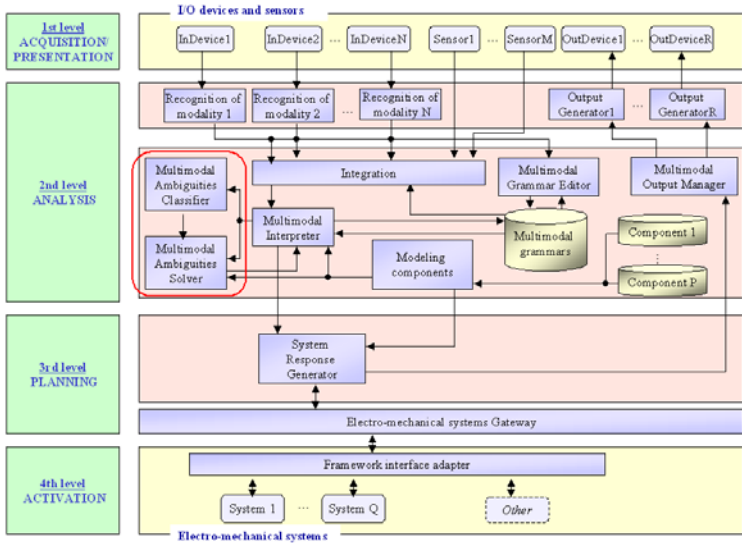 I/O devices and sensors
1st level
ACQUISITION/
PRESENTATION
InDevice1
InDevice2
...
InDeviceN
Sensor1
...
SensorM
OutDevice1
...
OutDeviceR
Recognition of
modality 1
Recognition of
modality 2
...
Recognition of
modality N
Output
Generator1
...
Output
GeneratorR
2nd level
ANALYSIS
Multimodal
Ambiguities
Classifier
Integration
Multimodal
Grammar Editor
Multimodal
Output Manager
Multimodal
Interpreter
Multimodal
grammars
Component 1
...
Component P
Multimodal
Ambiguities
Solver
Modeling
components
3rd level
PLANNING
System
Response
Generator
Electro-mechanical systems Gateway
4th level
ACTIVATION
Framework interface adapter
System 1
...
System Q
Other
Electro-mechanical systems